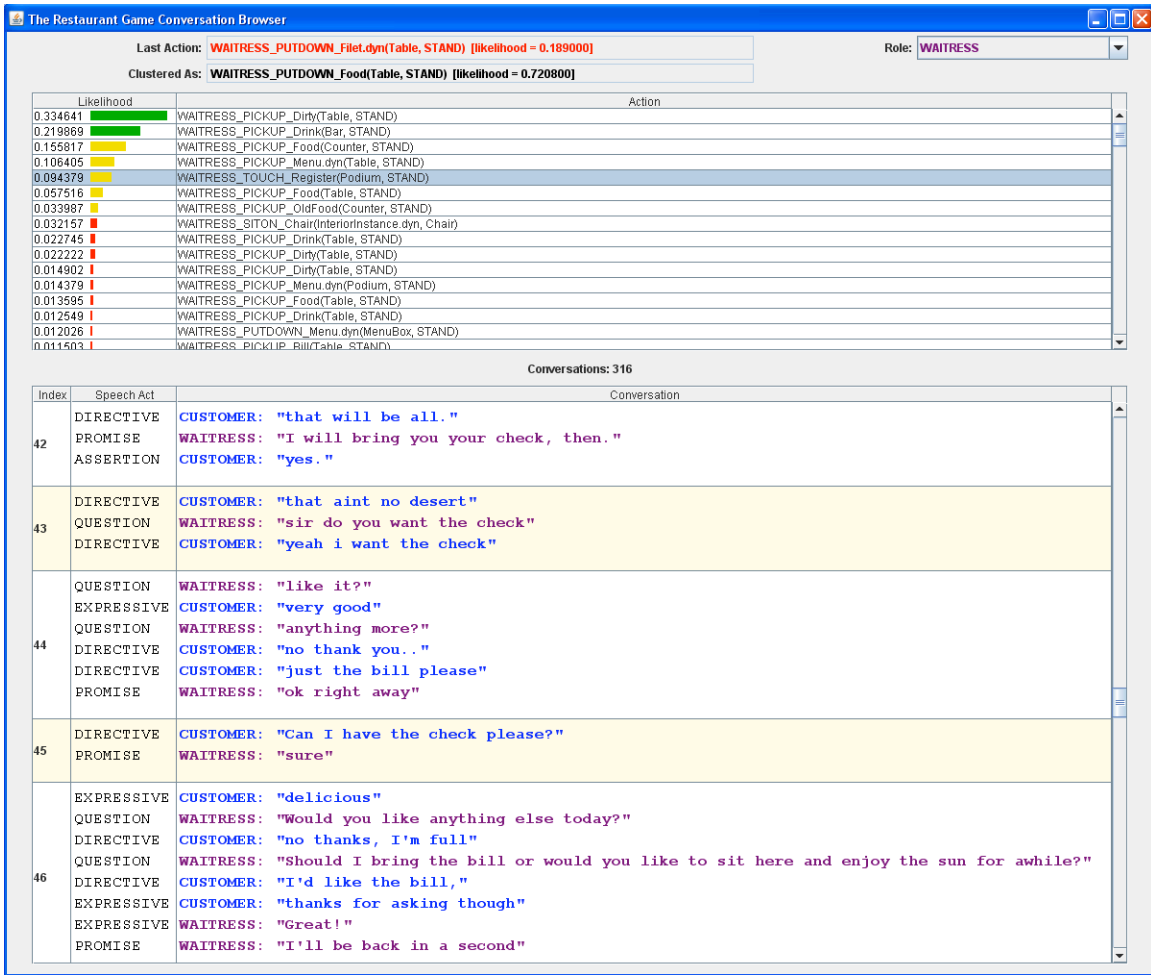 The Restaurant Game Conversation Browser
Last Action: WAITRESS_PUTDOWN_Filet.dyn(Table, STAND) [likelihood = 0.189000] Role: WAITRESS
Clustered As: WAITRESS_PUTDOWN_Food(Table, STAND) [likelihood = 0.720800]
Likelihood Action
0.334641 WAITRESS_PICKUP_Dirty(Table, STAND)
0.219869 WAITRESS_PICKUP_Drink(Bar, STAND)
0.155817 WAITRESS_PICKUP_Food(Counter, STAND)
0.106405 WAITRESS_PICKUP_Menu.dyn(Table, STAND)
0.094379 WAITRESS_TOUCH_Register(Podium, STAND)
0.057516 WAITRESS_PICKUP_Food(Table, STAND)
0.033987 WAITRESS_PICKUP_OldFood(Counter, STAND)
0.032157 WAITRESS_SITON_Chair(InteriorInstance.dyn, Chair)
0.022745 WAITRESS_PICKUP_Drink(Table, STAND)
0.022222 WAITRESS_PICKUP_Dirty(Table, STAND)
0.014902 WAITRESS_PICKUP_Dirty(Table, STAND)
0.014379 WAITRESS_PICKUP_Menu.dyn(Podium, STAND)
0.013595 WAITRESS_PICKUP_Food(Table, STAND)
0.012549 WAITRESS_PICKUP_Drink(Table, STAND)
0.012026 WAITRESS_PUTDOWN_Menu.dyn(MenuBox, STAND)
0.011503 WAITRESS_PICKUP_Bill(Table, STAND)
Conversations: 316
Index Speech Act Conversation
DIRECTIVE CUSTOMER: "that will be all."
42 PROMISE WAITRESS: "I will bring you your check, then."
ASSERTION CUSTOMER: "yes."
DIRECTIVE CUSTOMER: "that aint no desert"
43 QUESTION WAITRESS: "sir do you want the check"
DIRECTIVE CUSTOMER: "yeah i want the check"
QUESTION WAITRESS: "like it?"
EXPRESSIVE CUSTOMER: "very good"
QUESTION WAITRESS: "anything more?"
44 DIRECTIVE CUSTOMER: "no thank you.."
DIRECTIVE CUSTOMER: "just the bill please"
PROMISE WAITRESS: "ok right away"
DIRECTIVE CUSTOMER: "Can I have the check please?"
45 PROMISE WAITRESS: "sure"
EXPRESSIVE CUSTOMER: "delicious"
QUESTION WAITRESS: "Would you like anything else today?"
DIRECTIVE CUSTOMER: "no thanks, I'm full"
QUESTION WAITRESS: "Should I bring the bill or would you like to sit here and enjoy the sun for awhile?"
46 DIRECTIVE CUSTOMER: "I'd like the bill,"
EXPRESSIVE CUSTOMER: "thanks for asking though"
EXPRESSIVE WAITRESS: "Great!"
PROMISE WAITRESS: "I'll be back in a second"